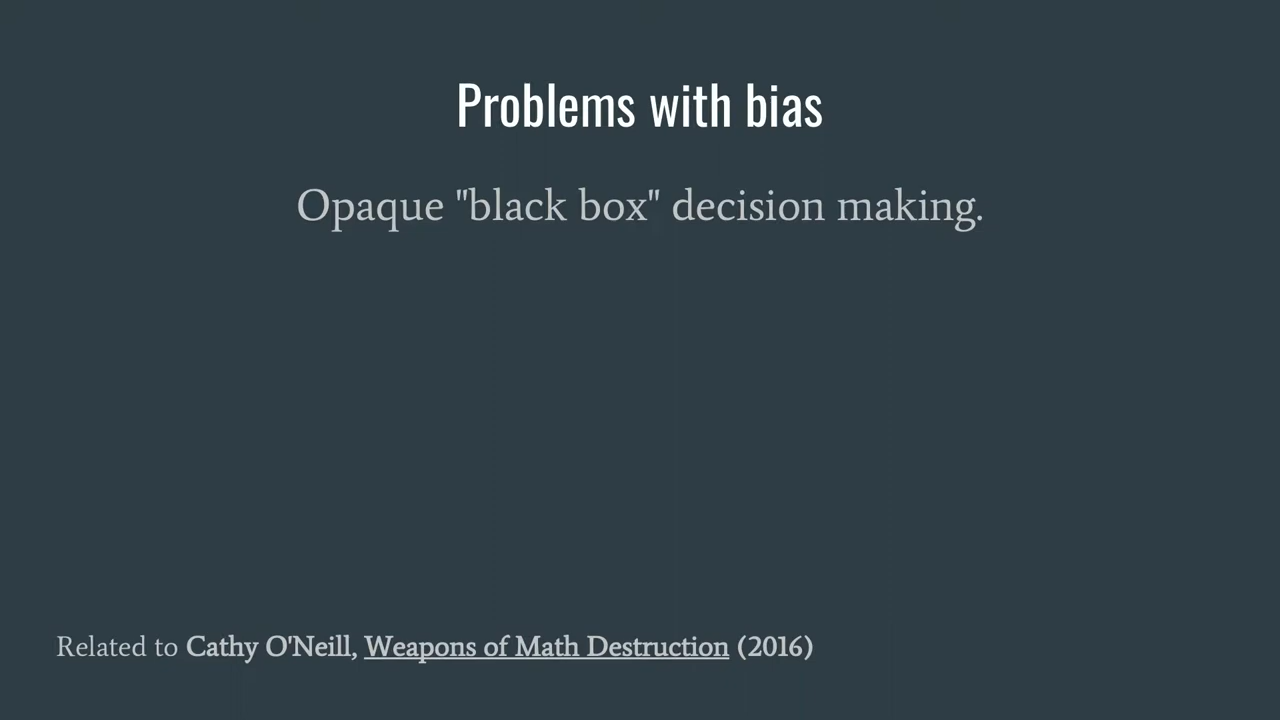 Problems with bias
Opaque "black box" decision making.
Related to Cathy O'Neill, Weapons of Math Destruction (2016)